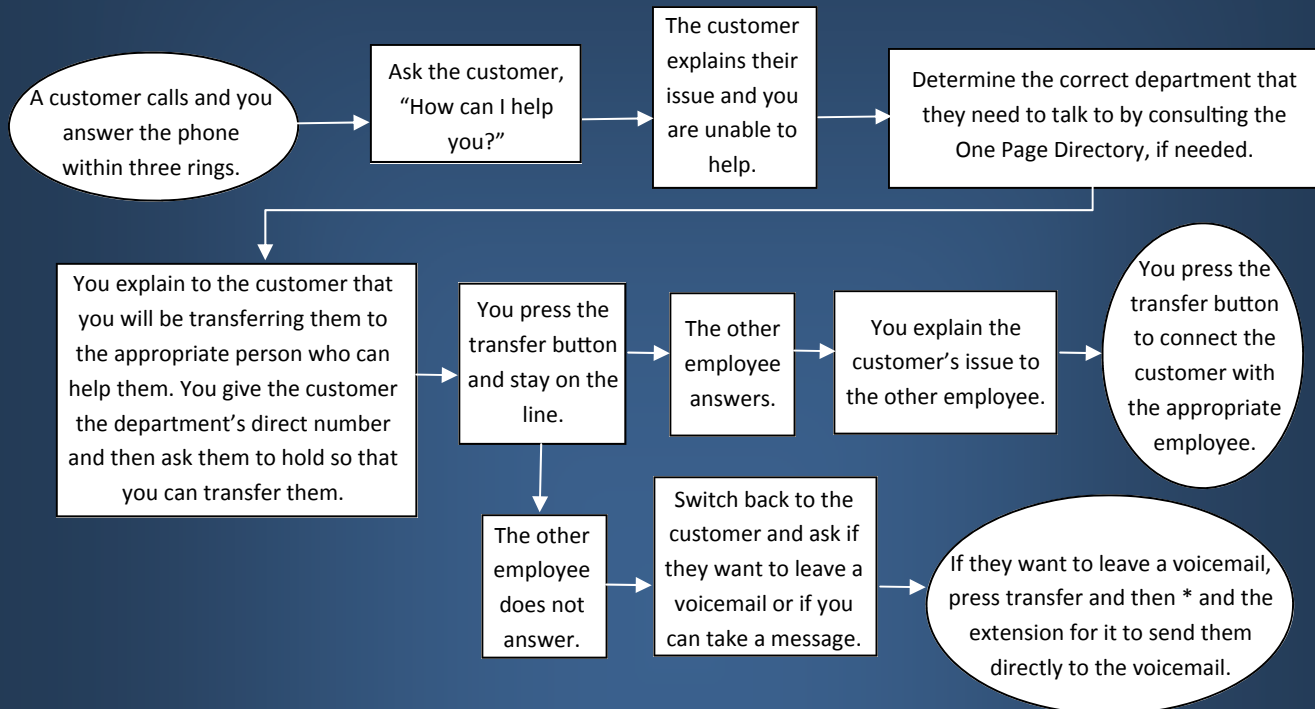 A customer calls and you
answer the phone
within three rings.
Ask the customer,
“How can I help
you?”
The customer
explains their
issue and you
are unable to
help.
Determine the correct department that
they need to talk to by consulting the
One Page Directory, if needed.
You explain to the customer that
you will be transferring them to
the appropriate person who can
help them. You give the customer
the department’s direct number
and then ask them to hold so that
you can transfer them.
You press the
transfer button
and stay on the
line.
The other
employee
answers.
You explain the
customer’s issue to
the other employee.
You press the
transfer button
to connect the
customer with
the appropriate
employee.
The other
employee
does not
answer.
Switch back to the
customer and ask if
they want to leave a
voicemail or if you
can take a message.
If they want to leave a voicemail,
press transfer and then * and the
extension for it to send them
directly to the voicemail.